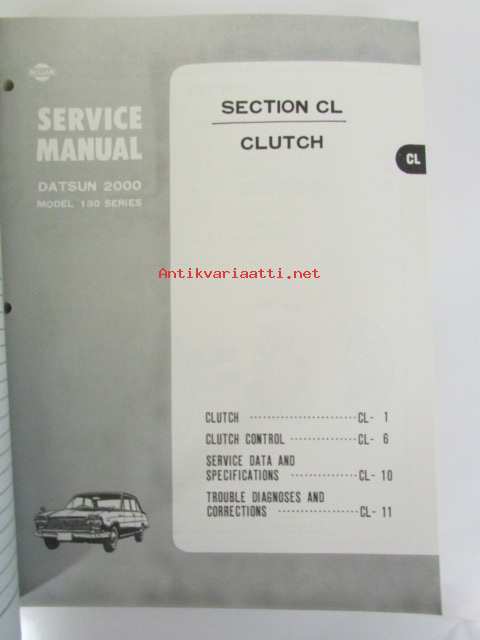 NISSAN
SERVICE
MANUAL
DATSUN 2000
MODEL 130 SERIES
SECTION CL
CLUTCH
CL
Antikvariaatti.net
CLUTCH ························CL- 1
CLUTCH CONTROL ··············CL- 6
SERVICE DATA AND
SPECIFICATIONS ···············CL- 10
TROUBLE DIAGNOSES AND
CORRECTIONS ··················CL- 11